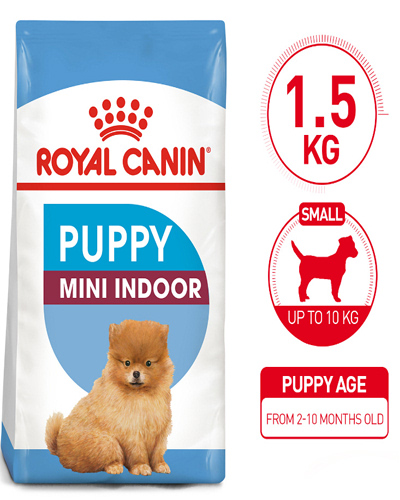 ROYAL CANIN®
PUPPY
MINI INDOOR
1.5
KG
SMALL
UP TO 10 KG
PUPPY AGE
FROM 2-10 MONTHS OLD